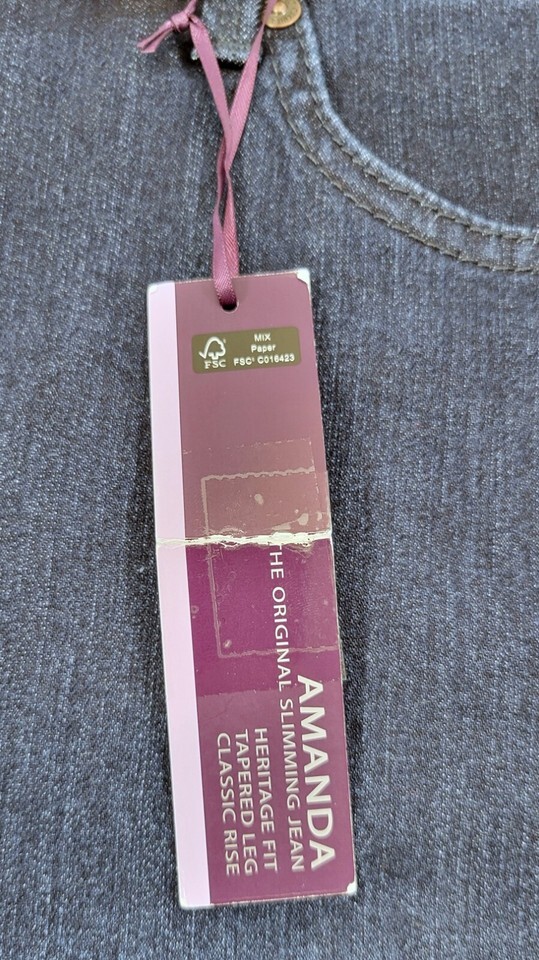 FSC
MIX
Paper
FSC® C016423
AMANDA
THE ORIGINAL SLIMMING JEAN
HERITAGE FIT
TAPERED LEG
CLASSIC RISE